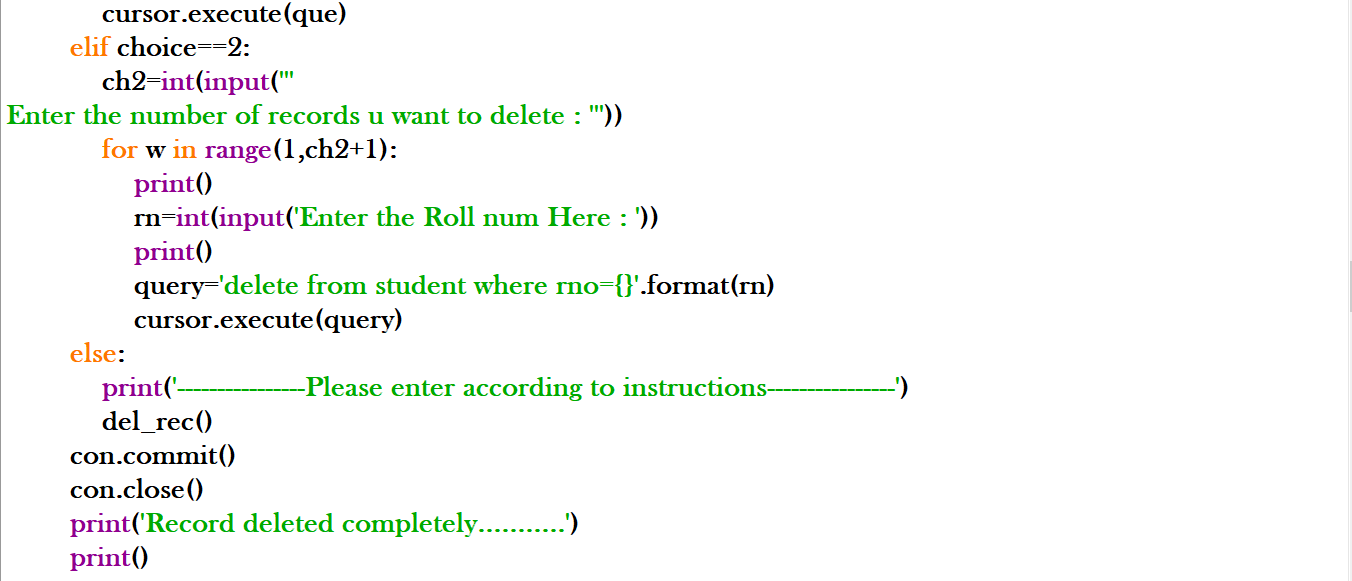 cursor.execute(que)
elif choice==2:
ch2=int(input('''
Enter the number of records u want to delete : '''))
for w in range(1,ch2+1):
print()
rn=int(input('Enter the Roll num Here : '))
print()
query='delete from student where rno={}'.format(rn)
cursor.execute(query)
else:
print('----------------Please enter according to instructions----------------')
del_rec()
con.commit()
con.close()
print('Record deleted completely...........')
print()